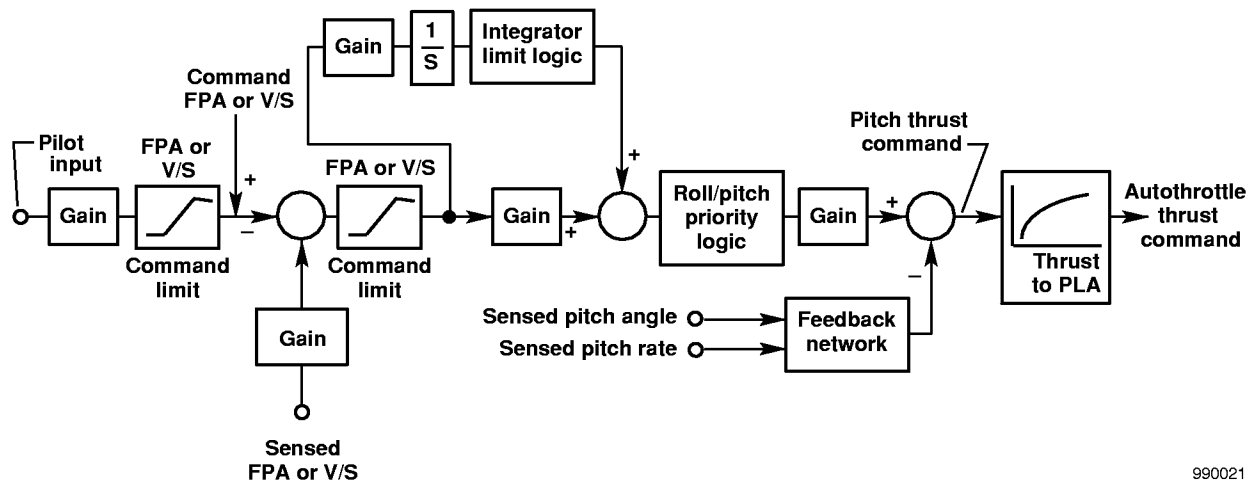 Pilot
input
Gain
FPA or
V/S
Command
limit
Command
FPA or V/S
+
−
Gain
Sensed
FPA or V/S
FPA or V/S
Command
limit
Gain
1
S
Integrator
limit logic
+
Gain
+
Roll/pitch
priority
logic
Gain
+
−
Sensed pitch angle
Sensed pitch rate
Feedback
network
Pitch thrust
command
Thrust
to PLA
Autothrottle
thrust
command
990021